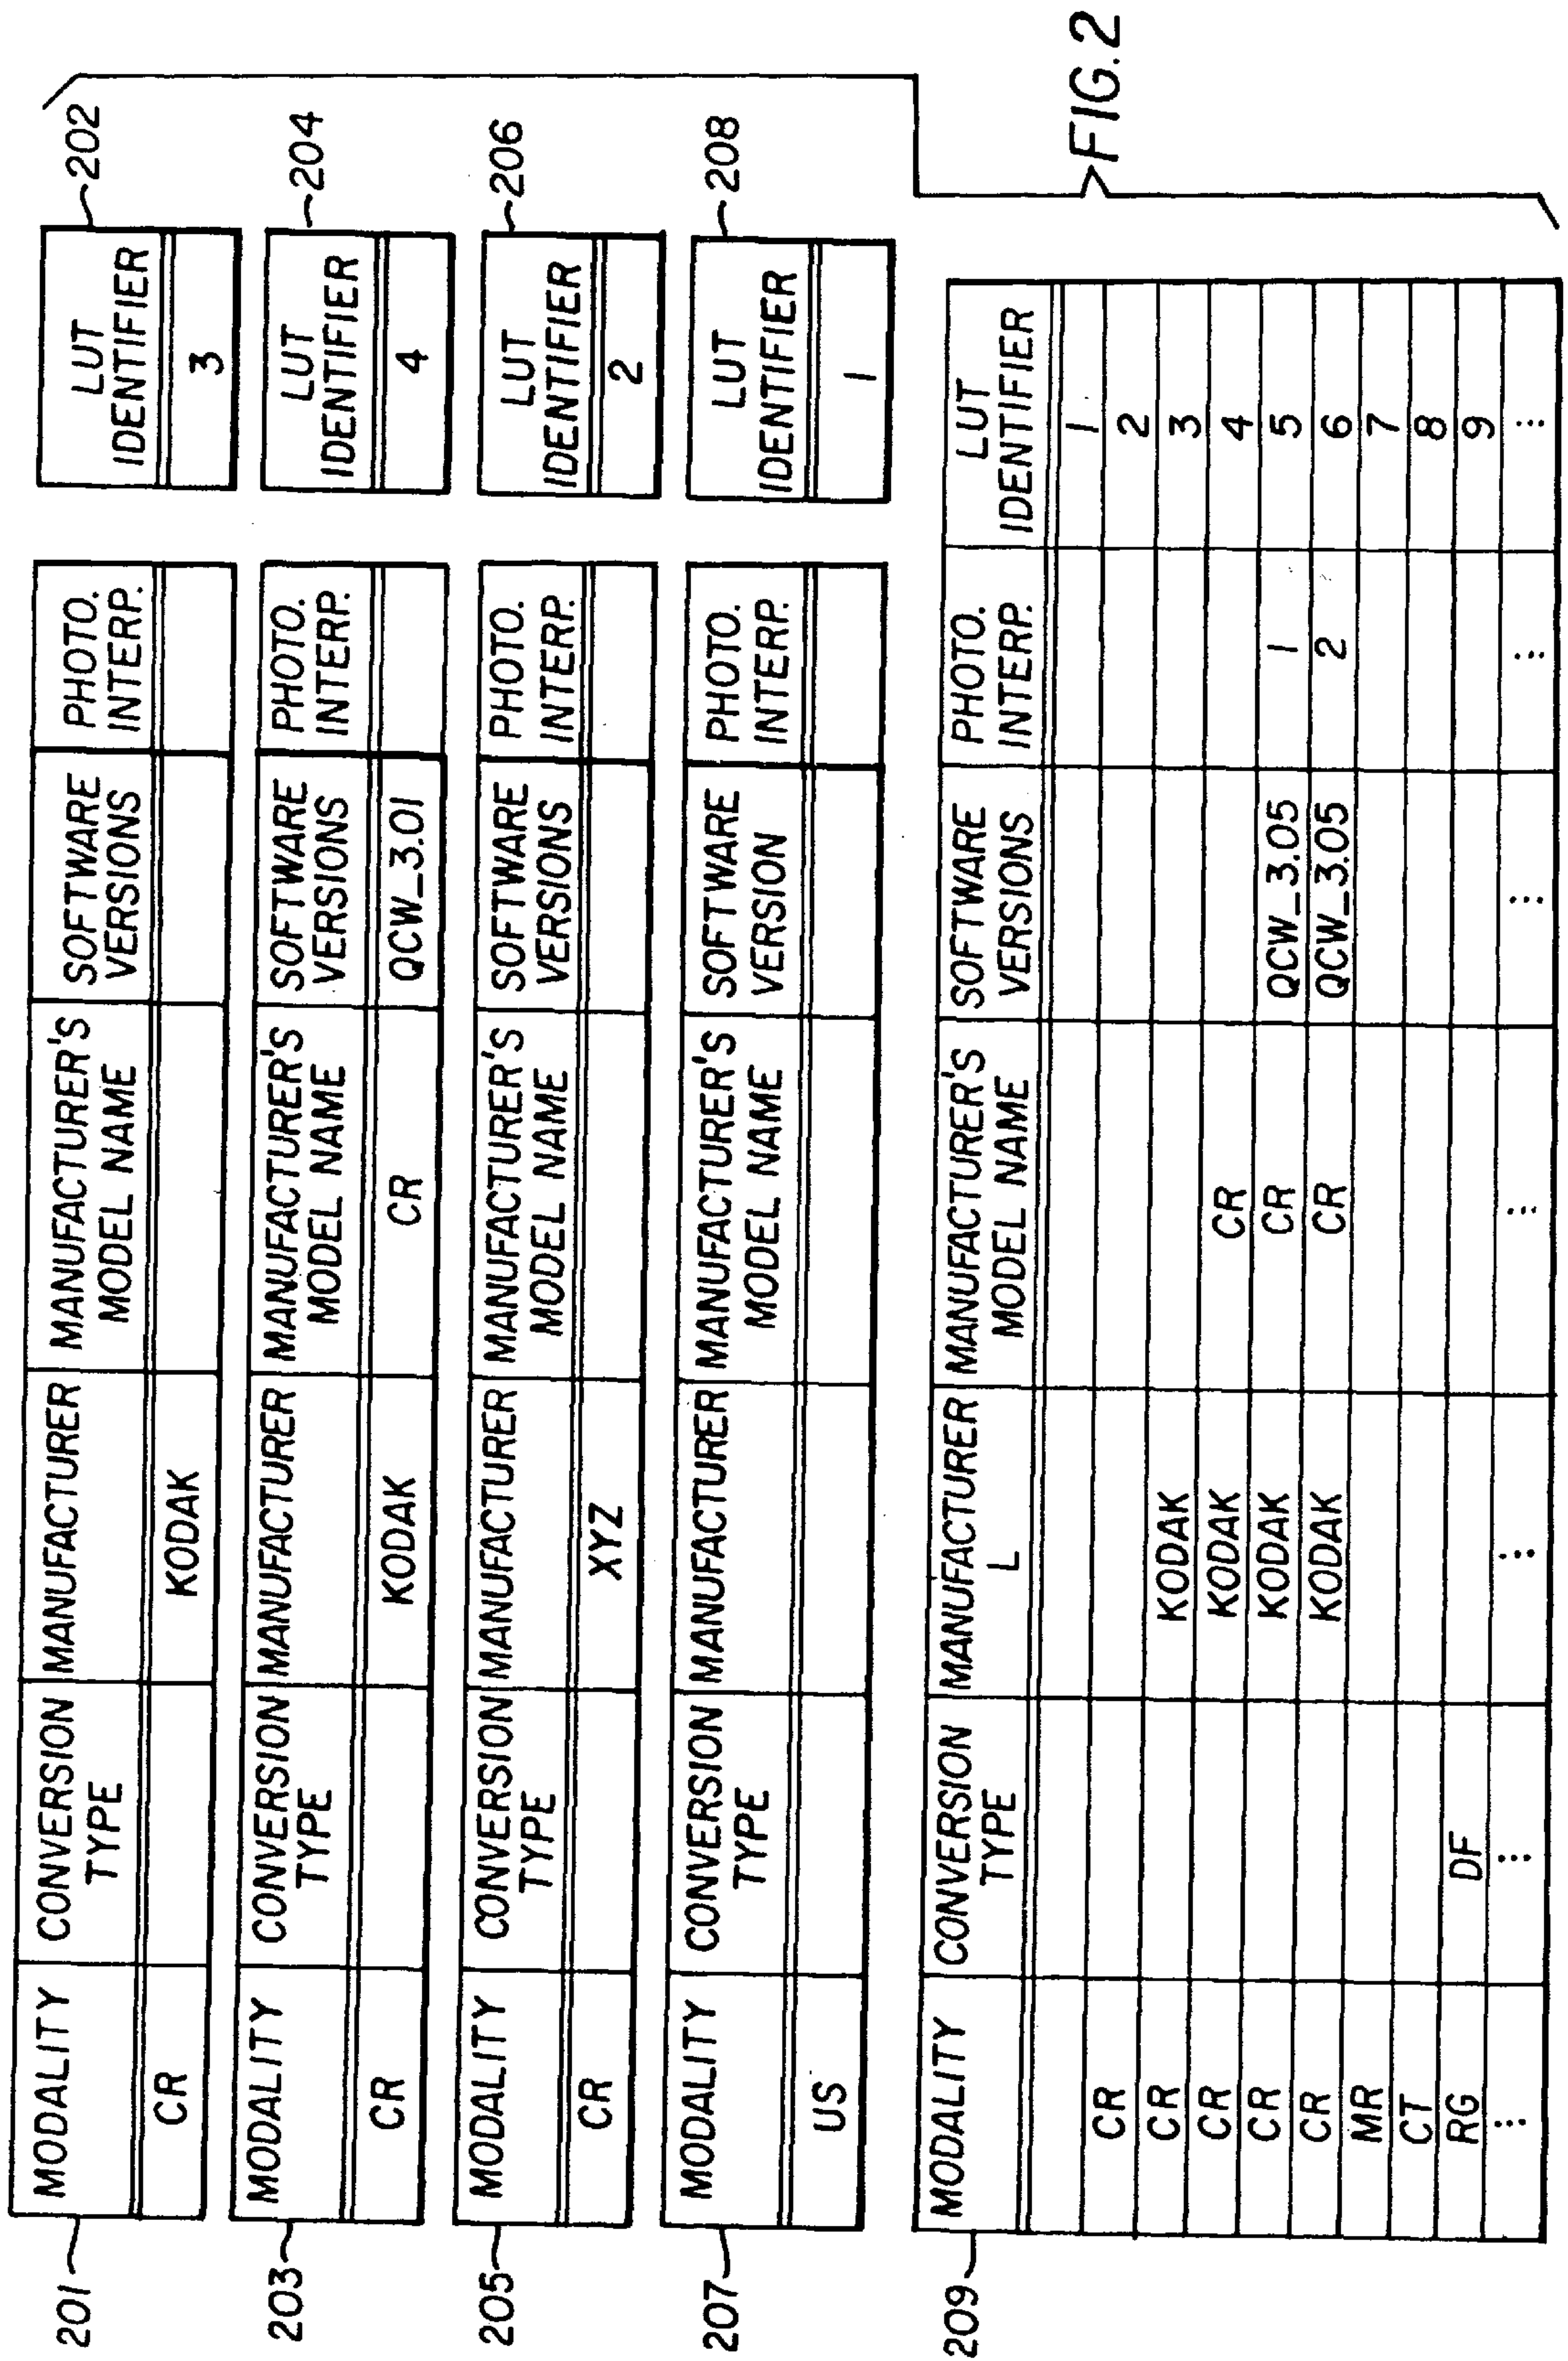 201
MODALITY CONVERSION TYPE MANUFACTURER MANUFACTURER'S MODEL NAME SOFTWARE VERSIONS PHOTO. INTERP. LUT IDENTIFIER 202
CR KODAK 3
203
MODALITY CONVERSION TYPE MANUFACTURER MANUFACTURER'S MODEL NAME SOFTWARE VERSIONS PHOTO. INTERP. LUT IDENTIFIER 204
CR KODAK CR QCW_3.01 4
205
MODALITY CONVERSION TYPE MANUFACTURER MANUFACTURER'S MODEL NAME SOFTWARE VERSIONS PHOTO. INTERP. LUT IDENTIFIER 206
CR XYZ 2
207
MODALITY CONVERSION TYPE MANUFACTURER MANUFACTURER'S MODEL NAME SOFTWARE VERSION PHOTO. INTERP. LUT IDENTIFIER 208
US 1
209
MODALITY CONVERSION TYPE MANUFACTURER L MANUFACTURER'S MODEL NAME SOFTWARE VERSIONS PHOTO. INTERP. LUT IDENTIFIER
1
CR 2
CR KODAK 3
CR KODAK CR 4
CR KODAK CR QCW_3.05 1 5
CR KODAK CR QCW_3.05 2 6
MR 7
CT 8
RG DF 9
... ... ... ... ... ... ...
FIG.2